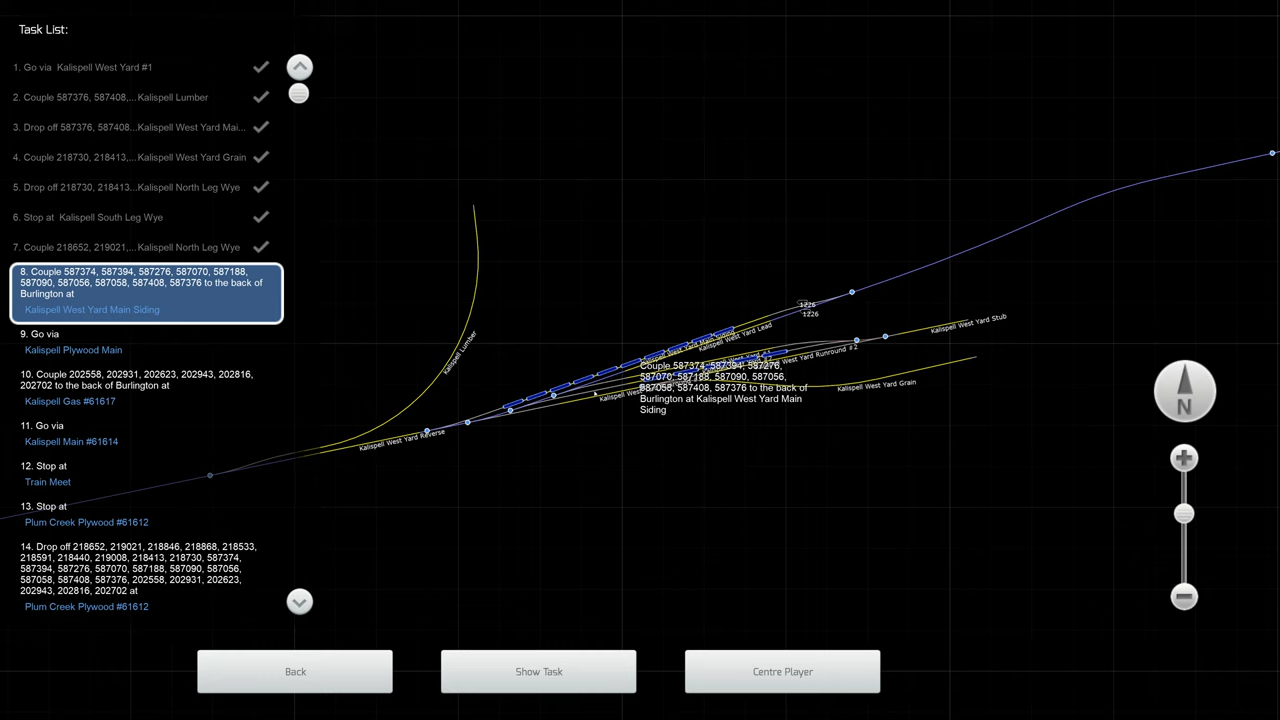 Task List:
1. Go via Kalispell West Yard #1
2. Couple 587376, 587408,...Kalispell Lumber
3. Drop off 587376, 587408...Kalispell West Yard Mai...
4. Couple 218730, 218413,...Kalispell West Yard Grain
5. Drop off 218730, 218413...Kalispell North Leg Wye
6. Stop at Kalispell South Leg Wye
7. Couple 218652, 219021,...Kalispell North Leg Wye
8. Couple 587374, 587394, 587276, 587070, 587188,
587090, 587056, 587058, 587408, 587376 to the back of
Burlington at
Kalispell West Yard Main Siding
9. Go via
Kalispell Plywood Main
10. Couple 202558, 202931, 202623, 202943, 202816,
202702 to the back of Burlington at
Kalispell Gas #61617
11. Go via
Kalispell Main #61614
12. Stop at
Train Meet
13. Stop at
Plum Creek Plywood #61612
14. Drop off 218652, 219021, 218846, 218868, 218533,
218591, 218440, 219008, 218413, 218730, 587374,
587394, 587276, 587070, 587188, 587090, 587056,
587058, 587408, 587376, 202558, 202931, 202623,
202943, 202816, 202702 at
Plum Creek Plywood #61612
Kalispell Lumber
Kalispell West Yard Reverse
Kalispell West Yard Main Siding
Kalispell West Yard Lead
1226
1226
Kalispell West Yard Stub
Runround #2
Kalispell West Yard Grain
Couple 587374, 587394, 587276,
587070, 587188, 587090, 587056,
587058, 587408, 587376 to the back of
Burlington at Kalispell West Yard Main
Siding
N
Back
Show Task
Centre Player